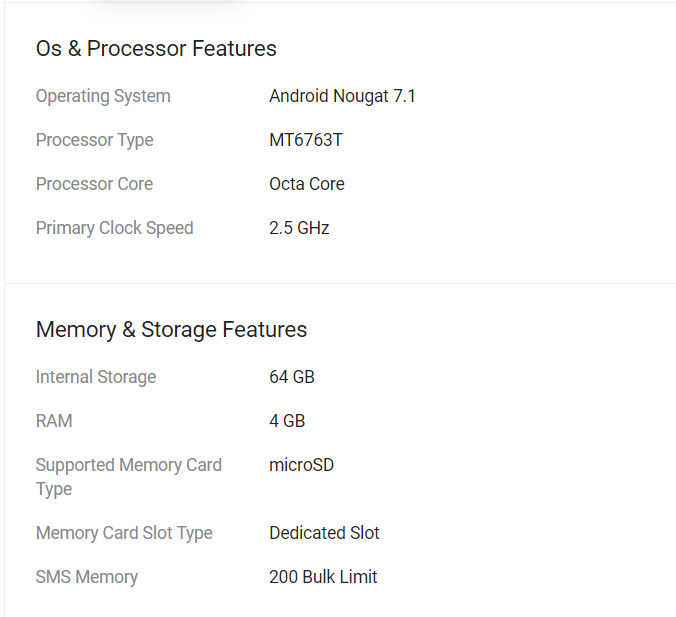 Os & Processor Features
Operating System Android Nougat 7.1
Processor Type MT6763T
Processor Core Octa Core
Primary Clock Speed 2.5 GHz
Memory & Storage Features
Internal Storage 64 GB
RAM 4 GB
Supported Memory Card microSD
Type
Memory Card Slot Type Dedicated Slot
SMS Memory 200 Bulk Limit